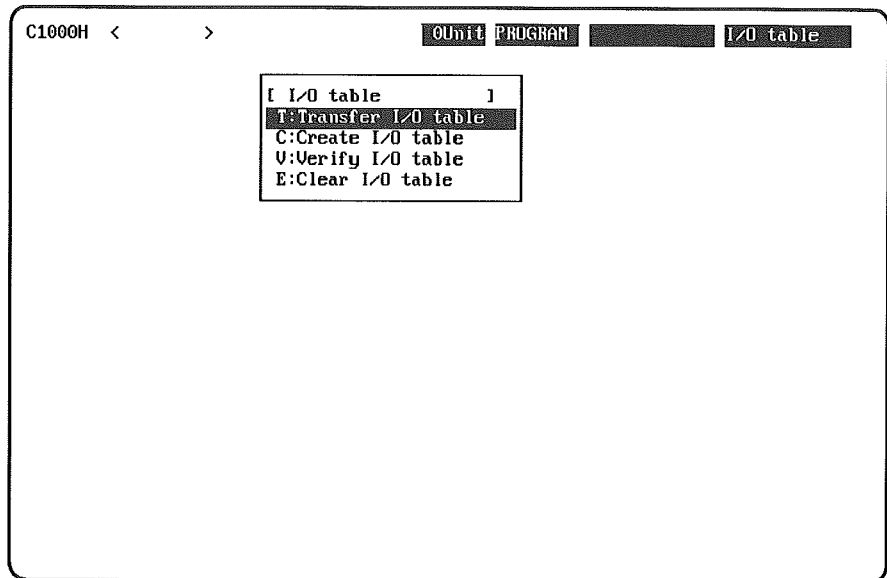 C1000H < > 0Unit PROGRAM I/O table
[ I/O table ]
T:Transfer I/O table
C:Create I/O table
V:Verify I/O table
E:Clear I/O table